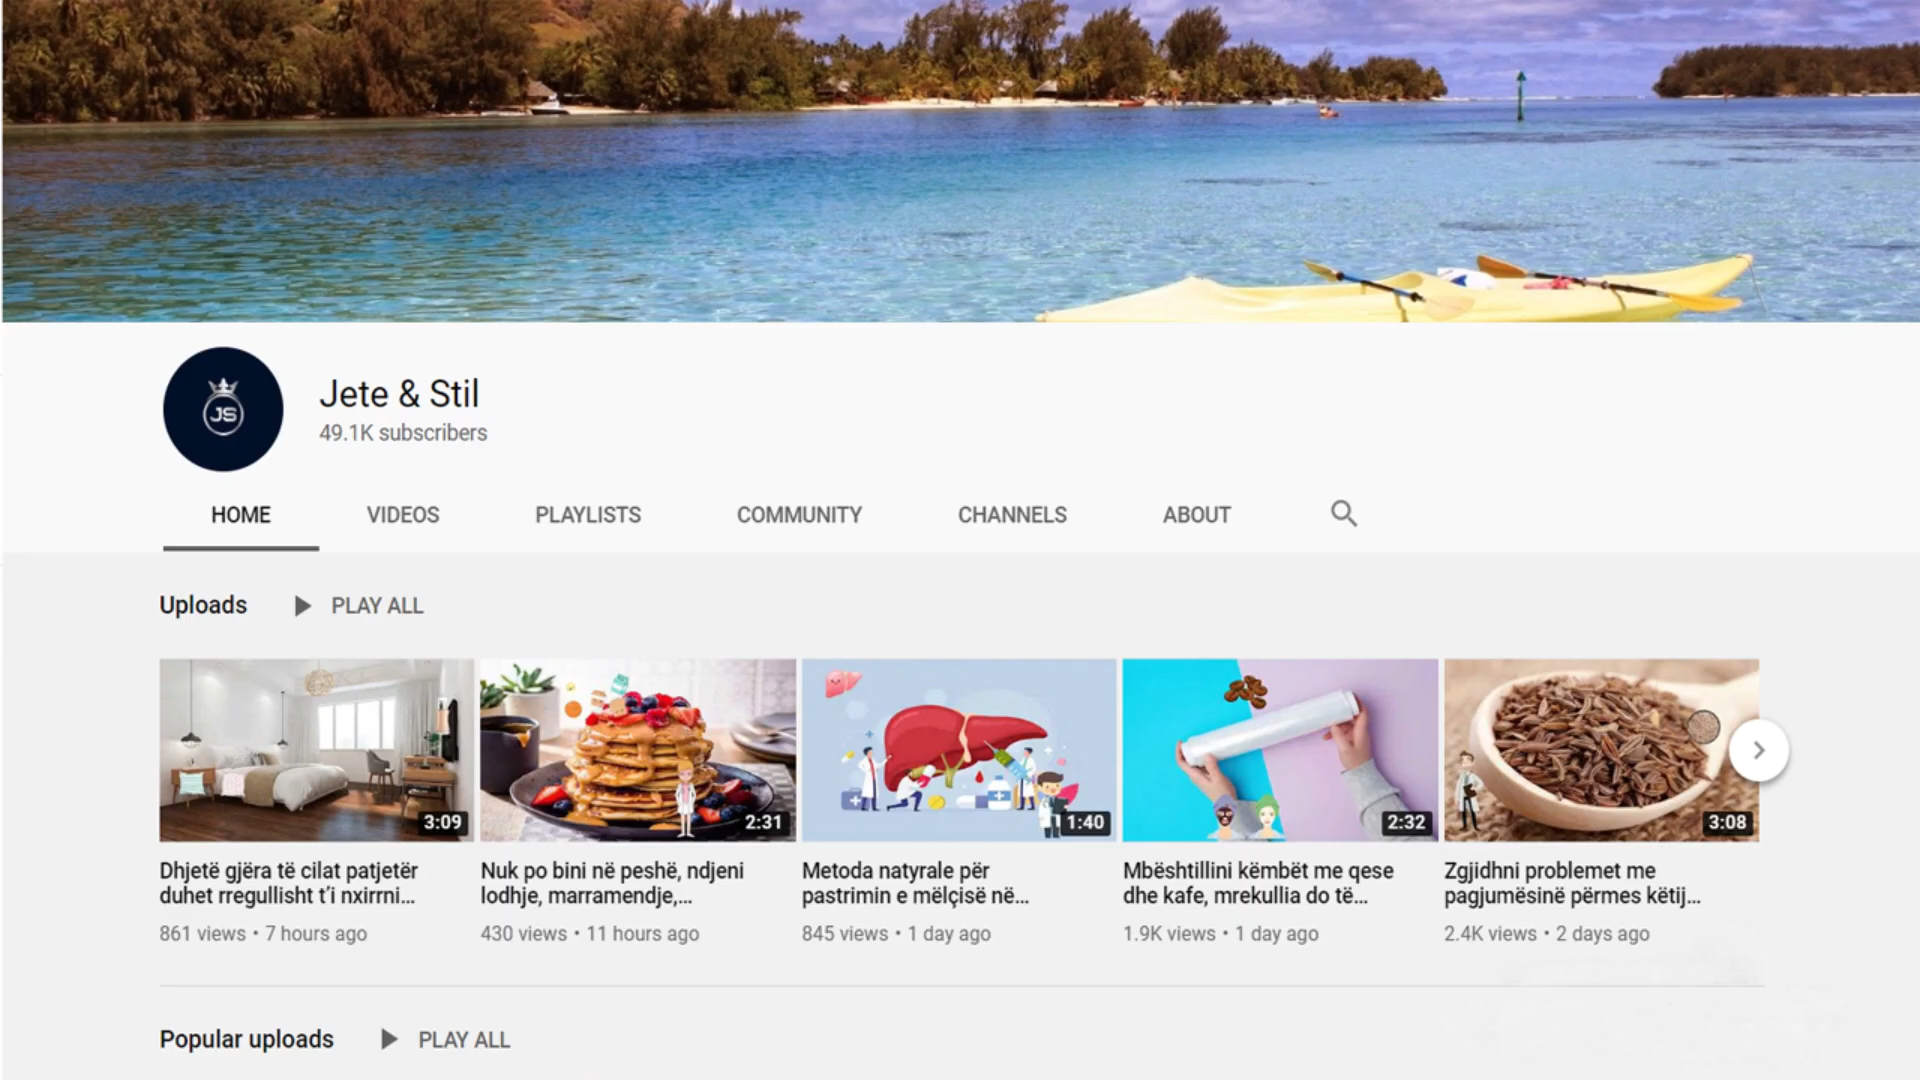 JS
Jete & Stil
49.1K subscribers
HOME VIDEOS PLAYLISTS COMMUNITY CHANNELS ABOUT
Uploads PLAY ALL
3:09 2:31 1:40 2:32 3:08
Dhjetë gjëra të cilat patjetër
duhet rregullisht t'i nxirrni...
861 views • 7 hours ago
Nuk po bini në peshë, ndjeni
lodhje, marramendje,...
430 views • 11 hours ago
Metoda natyrale për
pastrimin e mëlçisë në...
845 views • 1 day ago
Mbështillini këmbët me qese
dhe kafe, mrekullia do të...
1.9K views • 1 day ago
Zgjidhni problemet me
pagjumësinë përmes këtij...
2.4K views • 2 days ago
Popular uploads PLAY ALL